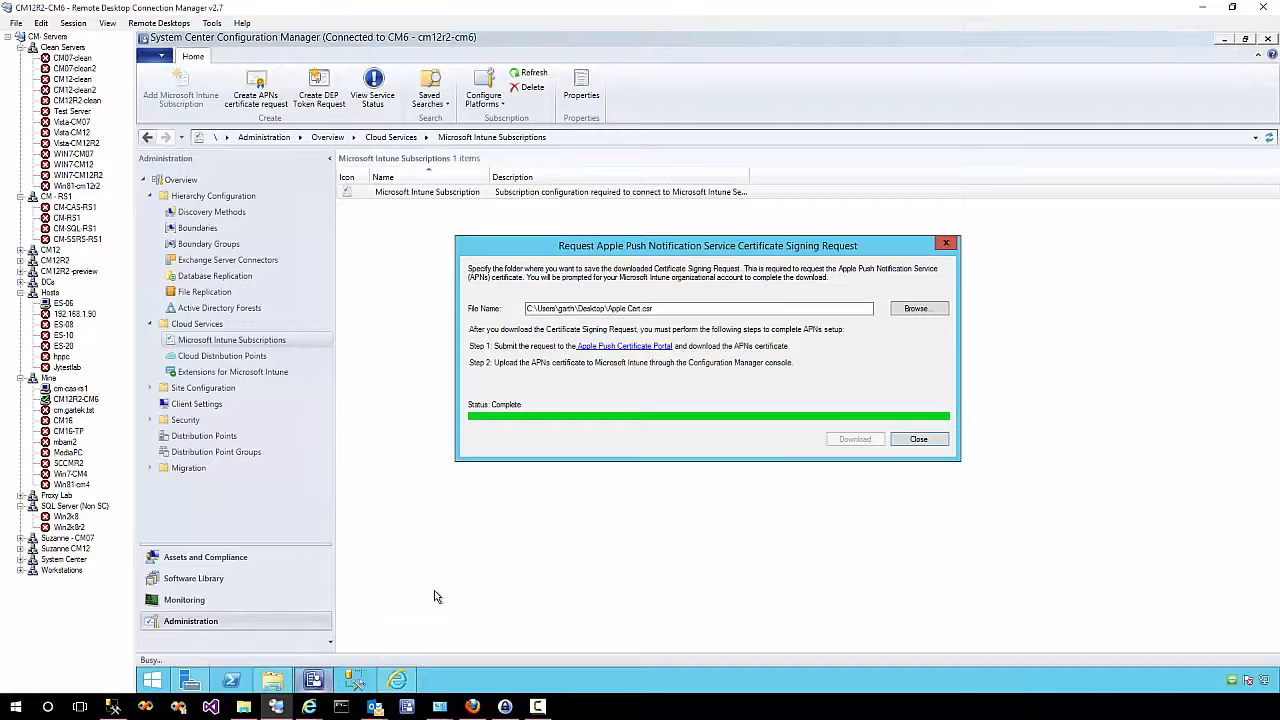 CM12R2-CM6 - Remote Desktop Connection Manager v2.7
File Edit Session View Remote Desktops Tools Help
CM- Servers
Clean Servers
CM07-clean
CM07-clean2
CM12-clean
CM12-clean2
CM12R2-clean
Test Server
Vista-CM07
Vista-CM12
Vista-CM12R2
WIN7-CM07
WIN7-CM12
WIN7-CM12R2
Win81-cm12r2
CM - RS1
CM-CAS-RS1
CM-RS1
CM-SQL-RS1
CM-SSRS-RS1
CM12
CM12R2
CM12R2-preview
DCs
Hosts
ES-06
192.168.1.90
ES-08
ES-10
ES-20
hppc
Jytestlab
Mine
cm-cas-rs1
CM12R2-CM6
cm.gartek.tst
CM16
CM16-TP
mbam2
MediaPC
SCCMR2
Win7-CM4
Win81-cm4
Proxy Lab
SQL Server (Non SC)
Win2k8
Win2k8r2
Suzanne - CM07
Suzanne CM12
System Center
Workstations
System Center Configuration Manager (Connected to CM6 - cm12r2-cm6)
Home
Add Microsoft Intune
Subscription
Create APNs
certificate request
Create DEP
Token Request
View Service
Status
Create
Saved
Searches
Search
Configure
Platforms
Refresh
Delete
Subscription
Properties
Properties
\ Administration Overview Cloud Services Microsoft Intune Subscriptions
Administration
Overview
Hierarchy Configuration
Discovery Methods
Boundaries
Boundary Groups
Exchange Server Connectors
Database Replication
File Replication
Active Directory Forests
Cloud Services
Microsoft Intune Subscriptions
Cloud Distribution Points
Extensions for Microsoft Intune
Site Configuration
Client Settings
Security
Distribution Points
Distribution Point Groups
Migration
Assets and Compliance
Software Library
Monitoring
Administration
Microsoft Intune Subscriptions 1 items
Icon Name Description
Microsoft Intune Subscription Subscription configuration required to connect to Microsoft Intune Se...
Request Apple Push Notification Service Certificate Signing Request
Specify the folder where you want to save the downloaded Certificate Signing Request. This is required to request the Apple Push Notification Service
(APNs) certificate. You will be prompted for your Microsoft Intune organizational account to complete the download.
File Name: C:\Users\garth\Desktop\Apple Cert.csr Browse...
After you download the Certificate Signing Request, you must perform the following steps to complete APNs setup:
Step 1: Submit the request to the Apple Push Certificate Portal and download the APNs certificate.
Step 2: Upload the APNs certificate to Microsoft Intune through the Configuration Manager console.
Status: Complete
Download Close
Busy...